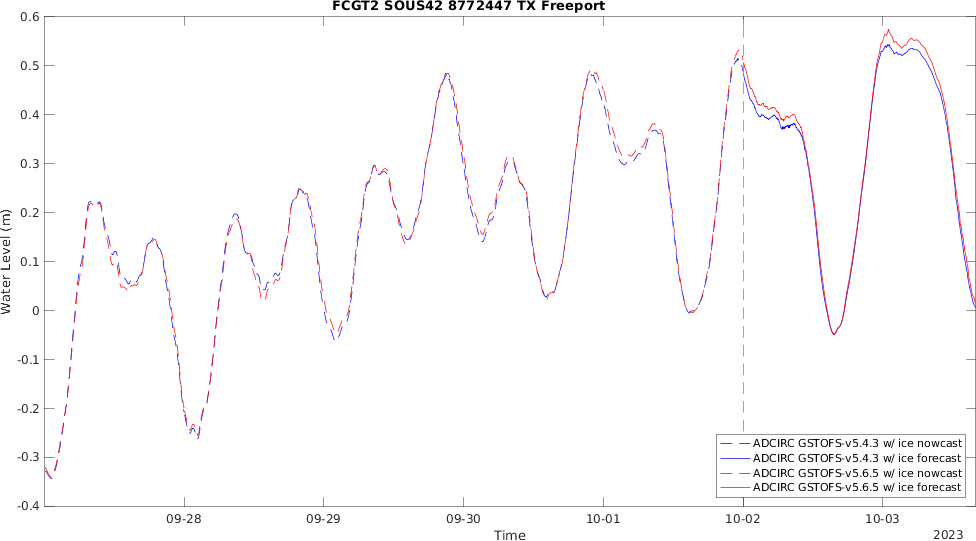 FCGT2 SOUS42 8772447 TX Freeport
Water Level (m)
0.6
0.5
0.4
0.3
0.2
0.1
0
-0.1
-0.2
-0.3
-0.4
ADCIRC GSTOFS-v5.4.3 w/ ice nowcast
ADCIRC GSTOFS-v5.4.3 w/ ice forecast
ADCIRC GSTOFS-v5.6.5 w/ ice nowcast
ADCIRC GSTOFS-v5.6.5 w/ ice forecast
09-28 09-29 09-30 10-01 10-02 10-03
Time
2023